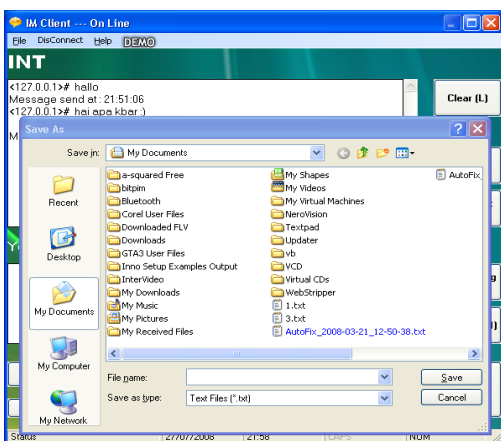 IM Client --- On Line
File DisConnect Help DEMO
INT
<127.0.0.1># hallo
Message send at: 21:51:06
<127.0.0.1># hai apa kbar :)
Clear (L)
Save As
Save in: My Documents
Recent
Desktop
My Documents
My Computer
My Network
a-squared Free
bitpim
Bluetooth
Corel User Files
Downloaded FLV
Downloads
GTA3 User Files
Inno Setup Examples Output
InterVideo
My Downloads
My Music
My Pictures
My Received Files
My Shapes
My Videos
My Virtual Machines
NeroVision
Textpad
Updater
vb
VCD
Virtual CDs
WebStripper
1.txt
3.txt
AutoFix_2008-03-21_12-50-38.txt
AutoFix_
File name:
Save as type: Text Files (*.txt)
Save
Cancel
Status 27/07/2008 21:58 CAPS NUM